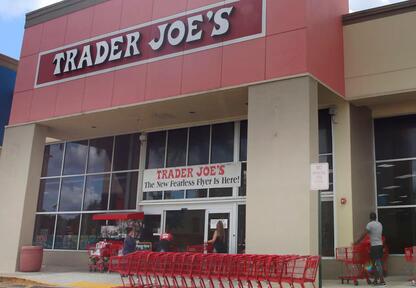 TRADER JOE'S
TRADER JOE'S
The New Fearless Flyer Is Here!